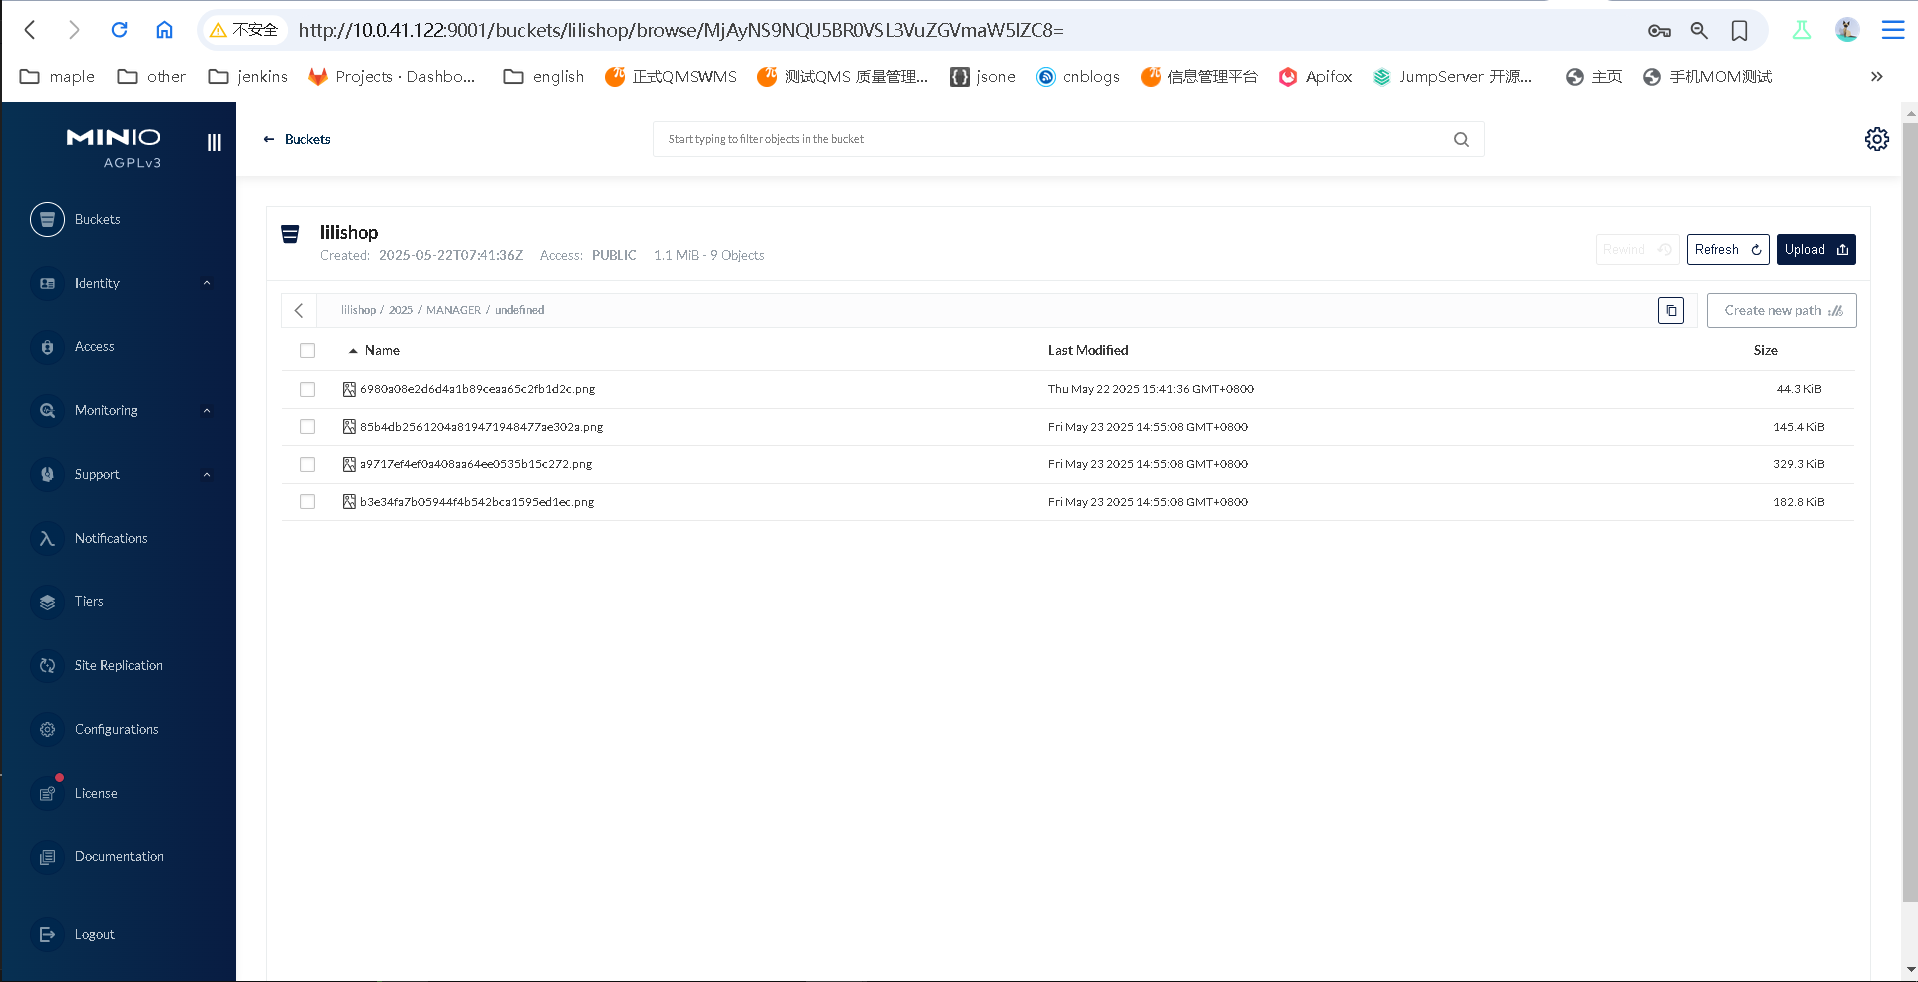 不安全 http://10.0.41.122:9001/buckets/lilishop/browse/MjAyNS9NQU5BR0VSL3VuZGVmaW5lZC8=
maple other jenkins Projects · Dashbo... english 正式QMSWMS 测试QMS 质量管理... jsone cnblogs 信息管理平台 Apifox JumpServer 开源... 主页 手机MOM测试 »
MINIO
AGPLv3
Buckets
Identity
Access
Monitoring
Support
Notifications
Tiers
Site Replication
Configurations
License
Documentation
Logout
← Buckets
Start typing to filter objects in the bucket
lilishop
Created: 2025-05-22T07:41:36Z Access: PUBLIC 1.1 MiB - 9 Objects
Rewind Refresh Upload
lilishop / 2025 / MANAGER / undefined
Create new path
Name Last Modified Size
6980a08e2d6d4a1b89ceaa65c2fb1d2c.png Thu May 22 2025 15:41:36 GMT+0800 44.3 KiB
85b4db2561204a819471948477ae302a.png Fri May 23 2025 14:55:08 GMT+0800 145.4 KiB
a9717ef4ef0a408aa64ee0535b15c272.png Fri May 23 2025 14:55:08 GMT+0800 329.3 KiB
b3e34fa7b05944f4b542bca1595ed1ec.png Fri May 23 2025 14:55:08 GMT+0800 182.8 KiB